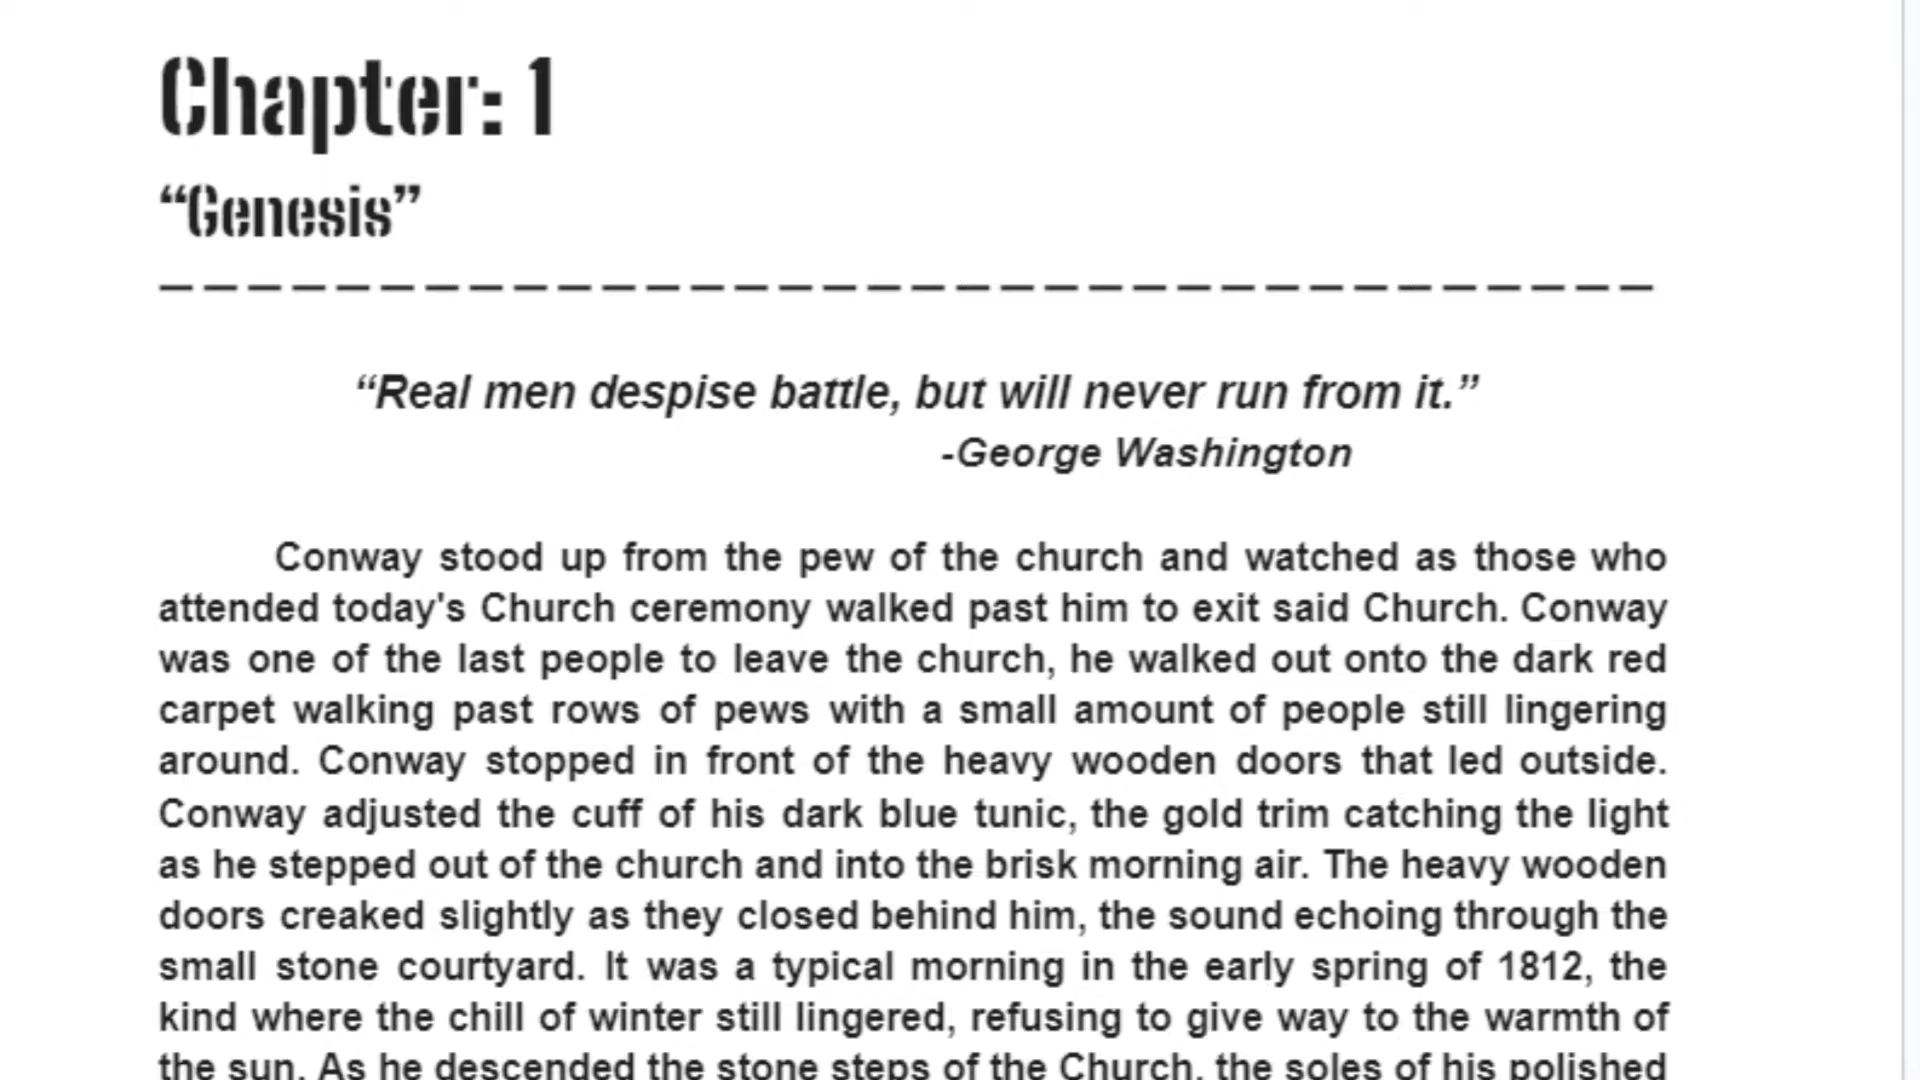 Chapter: 1
“Genesis”
“Real men despise battle, but will never run from it.”
-George Washington
Conway stood up from the pew of the church and watched as those who
attended today's Church ceremony walked past him to exit said Church. Conway
was one of the last people to leave the church, he walked out onto the dark red
carpet walking past rows of pews with a small amount of people still lingering
around. Conway stopped in front of the heavy wooden doors that led outside.
Conway adjusted the cuff of his dark blue tunic, the gold trim catching the light
as he stepped out of the church and into the brisk morning air. The heavy wooden
doors creaked slightly as they closed behind him, the sound echoing through the
small stone courtyard. It was a typical morning in the early spring of 1812, the
kind where the chill of winter still lingered, refusing to give way to the warmth of
the sun. As he descended the stone steps of the Church, the soles of his polished